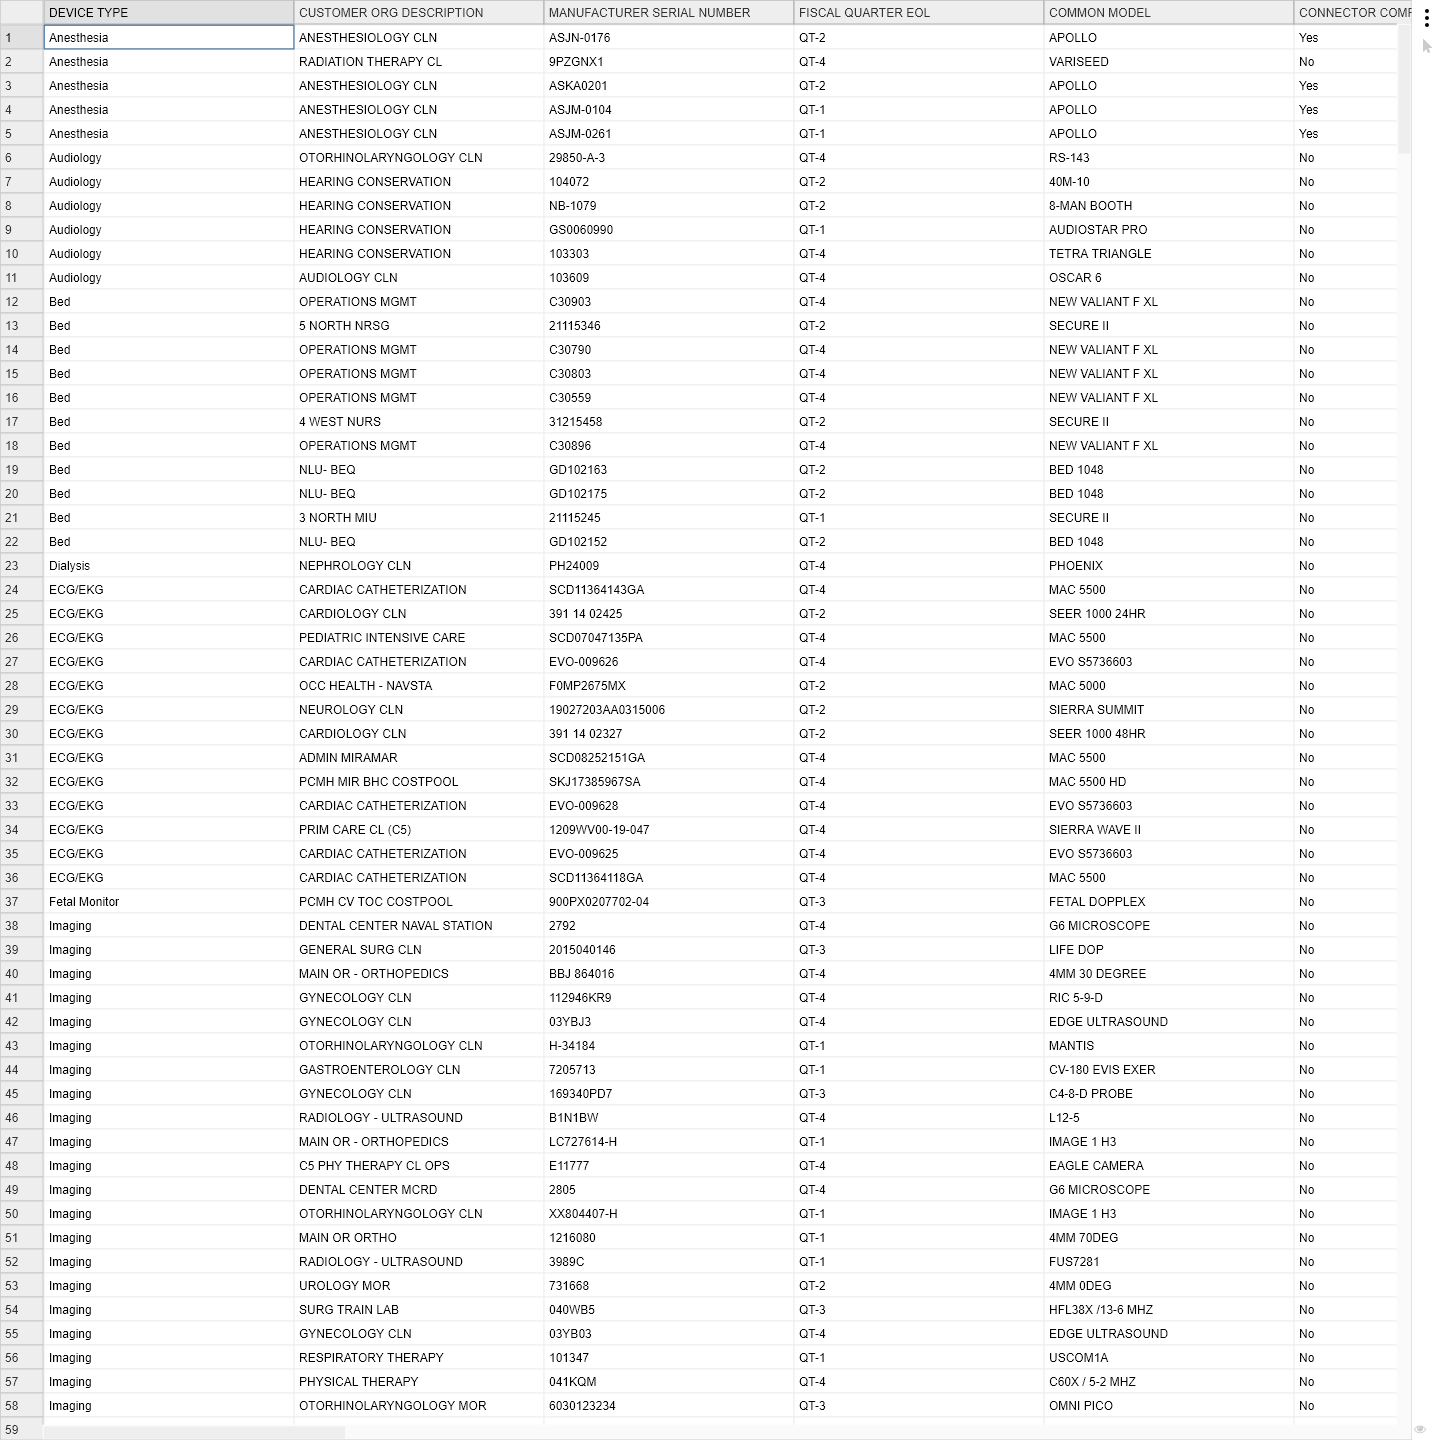 DEVICE TYPE CUSTOMER ORG DESCRIPTION MANUFACTURER SERIAL NUMBER FISCAL QUARTER EOL COMMON MODEL CONNECTOR
1 Anesthesia ANESTHESIOLOGY CLN ASJN-0176 QT-2 APOLLO Yes
2 Anesthesia RADIATION THERAPY CL 9PZGNX1 QT-4 VARISEED No
3 Anesthesia ANESTHESIOLOGY CLN ASKA0201 QT-2 APOLLO Yes
4 Anesthesia ANESTHESIOLOGY CLN ASJM-0104 QT-1 APOLLO Yes
5 Anesthesia ANESTHESIOLOGY CLN ASJM-0261 QT-1 APOLLO Yes
6 Audiology OTORHINOLARYNGOLOGY CLN 29850-A-3 QT-4 RS-143 No
7 Audiology HEARING CONSERVATION 104072 QT-2 40M-10 No
8 Audiology HEARING CONSERVATION NB-1079 QT-2 8-MAN BOOTH No
9 Audiology HEARING CONSERVATION GS0060990 QT-1 AUDIOSTAR PRO No
10 Audiology HEARING CONSERVATION 103303 QT-4 TETRA TRIANGLE No
11 Audiology AUDIOLOGY CLN 103609 QT-4 OSCAR 6 No
12 Bed OPERATIONS MGMT C30903 QT-4 NEW VALIANT F XL No
13 Bed 5 NORTH NRSG 21115346 QT-2 SECURE II No
14 Bed OPERATIONS MGMT C30790 QT-4 NEW VALIANT F XL No
15 Bed OPERATIONS MGMT C30803 QT-4 NEW VALIANT F XL No
16 Bed OPERATIONS MGMT C30559 QT-4 NEW VALIANT F XL No
17 Bed 4 WEST NURS 31215458 QT-2 SECURE II No
18 Bed OPERATIONS MGMT C30896 QT-4 NEW VALIANT F XL No
19 Bed NLU- BEQ GD102163 QT-2 BED 1048 No
20 Bed NLU- BEQ GD102175 QT-2 BED 1048 No
21 Bed 3 NORTH MIU 21115245 QT-1 SECURE II No
22 Bed NLU- BEQ GD102152 QT-2 BED 1048 No
23 Dialysis NEPHROLOGY CLN PH24009 QT-4 PHOENIX No
24 ECG/EKG CARDIAC CATHETERIZATION SCD11364143GA QT-4 MAC 5500 No
25 ECG/EKG CARDIOLOGY CLN 391 14 02425 QT-2 SEER 1000 24HR No
26 ECG/EKG PEDIATRIC INTENSIVE CARE SCD07047135PA QT-4 MAC 5500 No
27 ECG/EKG CARDIAC CATHETERIZATION EVO-009626 QT-4 EVO S5736603 No
28 ECG/EKG OCC HEALTH - NAVSTA F0MP2675MX QT-2 MAC 5000 No
29 ECG/EKG NEUROLOGY CLN 19027203AA0315006 QT-2 SIERRA SUMMIT No
30 ECG/EKG CARDIOLOGY CLN 391 14 02327 QT-2 SEER 1000 48HR No
31 ECG/EKG ADMIN MIRAMAR SCD08252151GA QT-4 MAC 5500 No
32 ECG/EKG PCMH MIR BHC COSTPOOL SKJ17385967SA QT-4 MAC 5500 HD No
33 ECG/EKG CARDIAC CATHETERIZATION EVO-009628 QT-4 EVO S5736603 No
34 ECG/EKG PRIM CARE CL (C5) 1209WV00-19-047 QT-4 SIERRA WAVE II No
35 ECG/EKG CARDIAC CATHETERIZATION EVO-009625 QT-4 EVO S5736603 No
36 ECG/EKG CARDIAC CATHETERIZATION SCD11364118GA QT-4 MAC 5500 No
37 Fetal Monitor PCMH CV TOC COSTPOOL 900PX0207702-04 QT-3 FETAL DOPPLEX No
38 Imaging DENTAL CENTER NAVAL STATION 2792 QT-4 G6 MICROSCOPE No
39 Imaging GENERAL SURG CLN 2015040146 QT-3 LIFE DOP No
40 Imaging MAIN OR - ORTHOPEDICS BBJ 864016 QT-4 4MM 30 DEGREE No
41 Imaging GYNECOLOGY CLN 112946KR9 QT-4 RIC 5-9-D No
42 Imaging GYNECOLOGY CLN 03YBJ3 QT-4 EDGE ULTRASOUND No
43 Imaging OTORHINOLARYNGOLOGY CLN H-34184 QT-1 MANTIS No
44 Imaging GASTROENTEROLOGY CLN 7205713 QT-1 CV-180 EVIS EXER No
45 Imaging GYNECOLOGY CLN 169340PD7 QT-3 C4-8-D PROBE No
46 Imaging RADIOLOGY - ULTRASOUND B1N1BW QT-4 L12-5 No
47 Imaging MAIN OR - ORTHOPEDICS LC727614-H QT-1 IMAGE 1 H3 No
48 Imaging C5 PHY THERAPY CL OPS E11777 QT-4 EAGLE CAMERA No
49 Imaging DENTAL CENTER MCRD 2805 QT-4 G6 MICROSCOPE No
50 Imaging OTORHINOLARYNGOLOGY CLN XX804407-H QT-1 IMAGE 1 H3 No
51 Imaging MAIN OR ORTHO 1216080 QT-1 4MM 70DEG No
52 Imaging RADIOLOGY - ULTRASOUND 3989C QT-1 FUS7281 No
53 Imaging UROLOGY MOR 731668 QT-2 4MM 0DEG No
54 Imaging SURG TRAIN LAB 040WB5 QT-3 HFL38X /13-6 MHZ No
55 Imaging GYNECOLOGY CLN 03YB03 QT-4 EDGE ULTRASOUND No
56 Imaging RESPIRATORY THERAPY 101347 QT-1 USCOM1A No
57 Imaging PHYSICAL THERAPY 041KQM QT-4 C60X / 5-2 MHZ No
58 Imaging OTORHINOLARYNGOLOGY MOR 6030123234 QT-3 OMNI PICO No
59